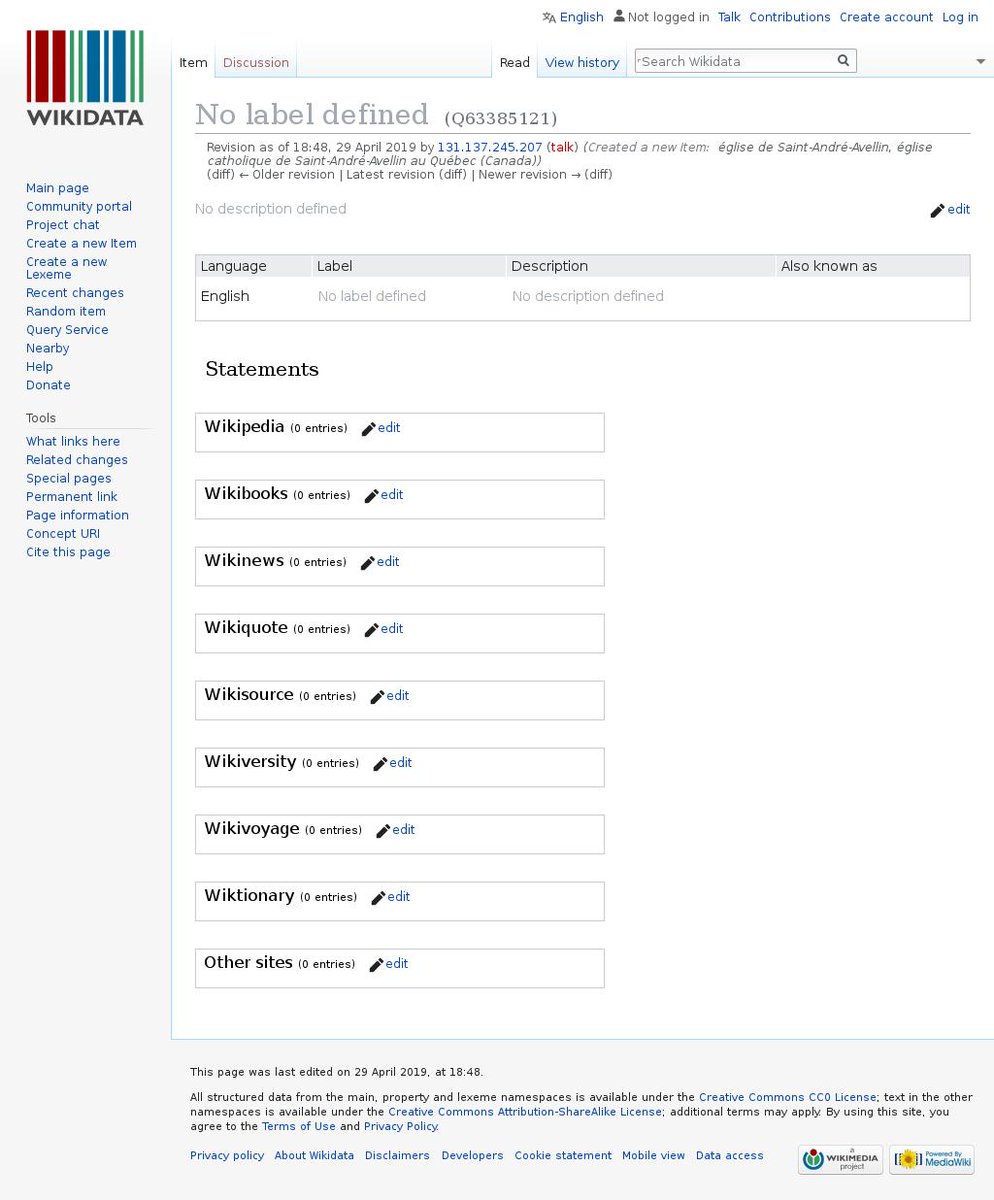 English Not logged in Talk Contributions Create account Log in
WIKIDATA
Item Discussion Read View history Search Wikidata
No label defined (Q63385121)
Revision as of 18:48, 29 April 2019 by 131.137.245.207 (talk) (Created a new Item: église de Saint-André-Avellin, église
catholique de Saint-André-Avellin au Québec (Canada))
(diff) ← Older revision | Latest revision (diff) | Newer revision → (diff)
No description defined edit
Main page
Community portal
Project chat
Create a new Item
Create a new
Lexeme
Recent changes
Random item
Query Service
Nearby
Help
Donate
Tools
What links here
Related changes
Special pages
Permanent link
Page information
Concept URI
Cite this page
Language Label Description Also known as
English No label defined No description defined
Statements
Wikipedia (0 entries) edit
Wikibooks (0 entries) edit
Wikinews (0 entries) edit
Wikiquote (0 entries) edit
Wikisource (0 entries) edit
Wikiversity (0 entries) edit
Wikivoyage (0 entries) edit
Wiktionary (0 entries) edit
Other sites (0 entries) edit
This page was last edited on 29 April 2019, at 18:48.
All structured data from the main, property and lexeme namespaces is available under the Creative Commons CC0 License; text in the other
namespaces is available under the Creative Commons Attribution-ShareAlike License; additional terms may apply. By using this site, you
agree to the Terms of Use and Privacy Policy.
Privacy policy About Wikidata Disclaimers Developers Cookie statement Mobile view Data access
a
WIKIMEDIA
project
Powered By
MediaWiki